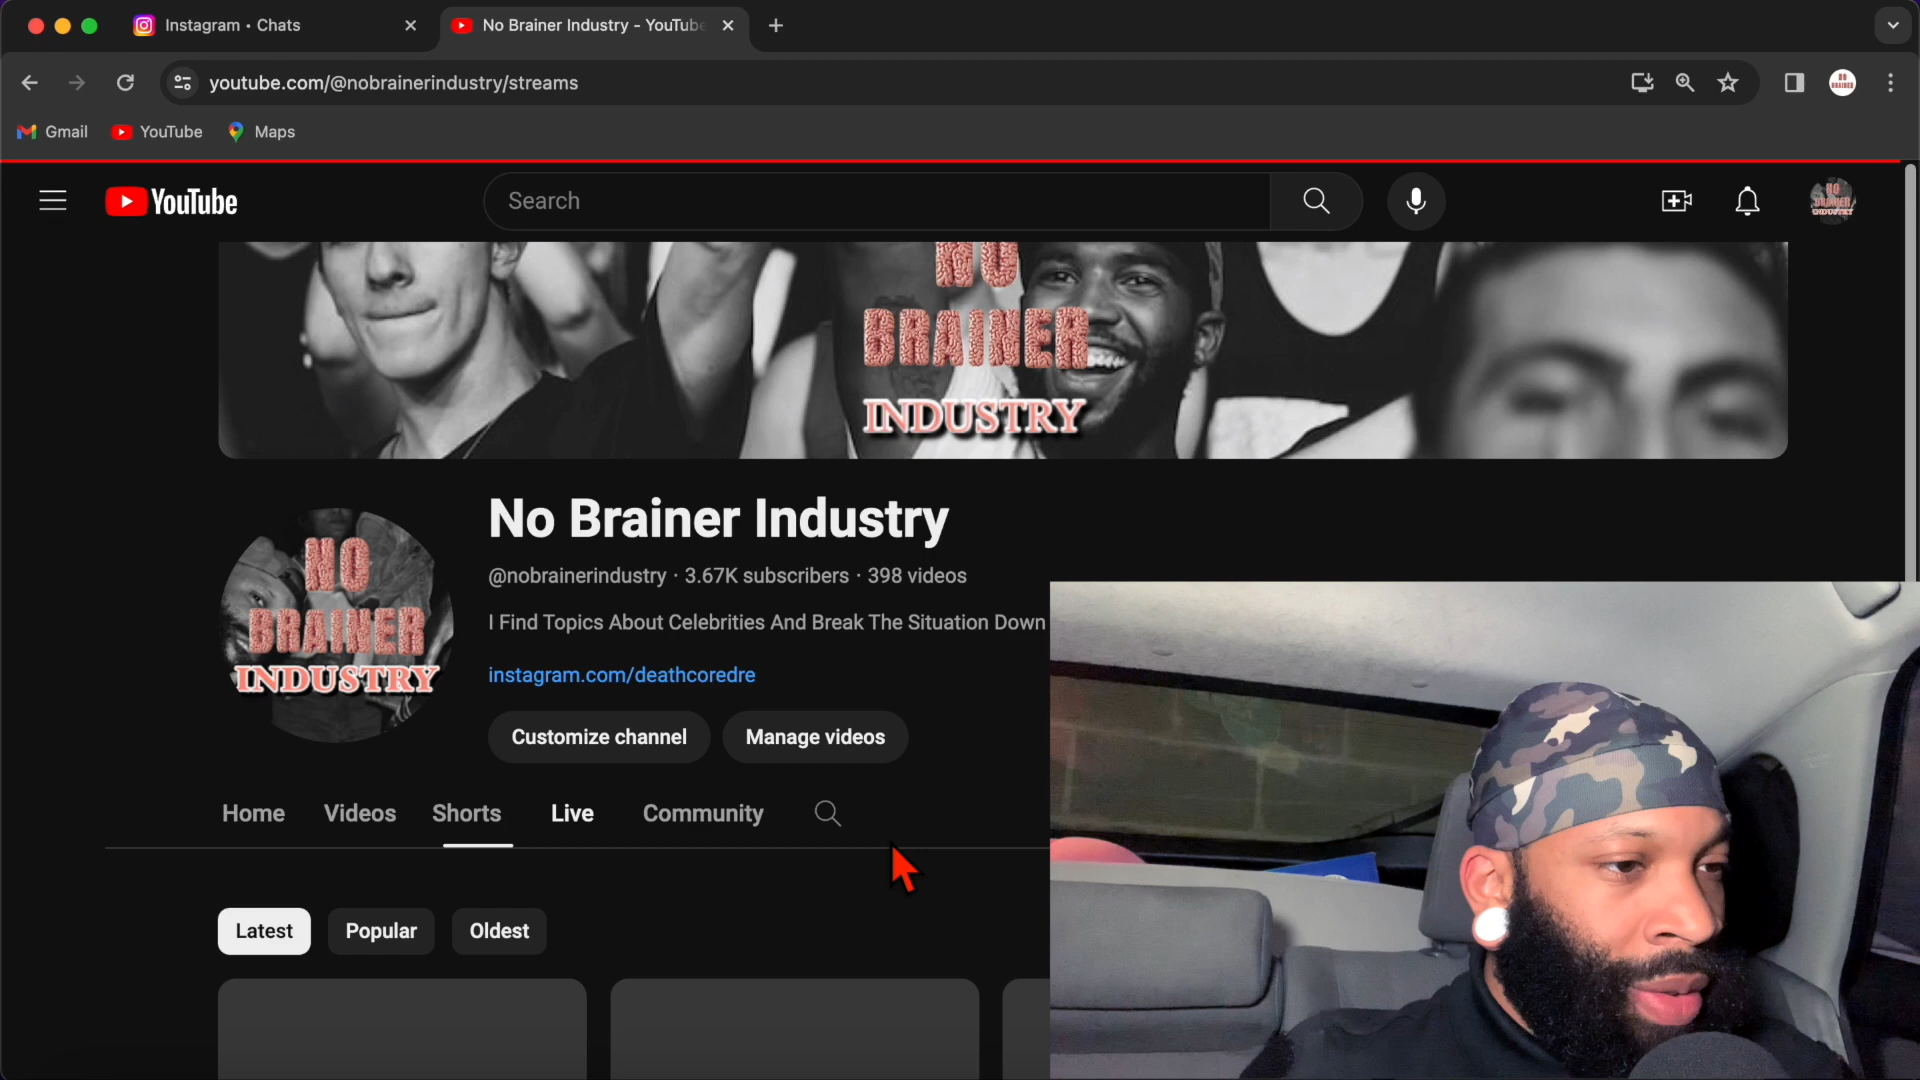 Instagram • Chats
No Brainer Industry - YouTube
youtube.com/@nobrainerindustry/streams
Gmail
YouTube
Maps
YouTube
Search
NO
BRAINER
INDUSTRY
No Brainer Industry
@nobrainerindustry · 3.67K subscribers · 398 videos
I Find Topics About Celebrities And Break The Situation Down
instagram.com/deathcoredre
NO
BRAINER
INDUSTRY
Customize channel
Manage videos
Home
Videos
Shorts
Live
Community
Latest
Popular
Oldest